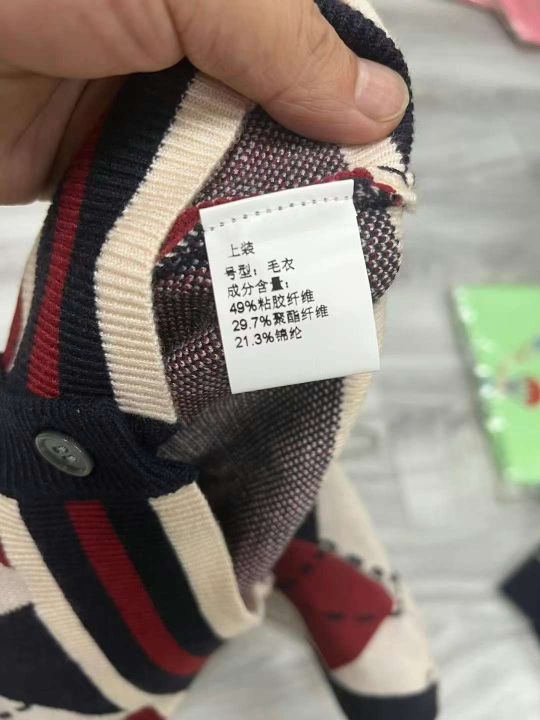 上装
号型：毛衣
成分含量：
49%粘胶纤维
29.7%聚酯纤维
21.3%锦纶